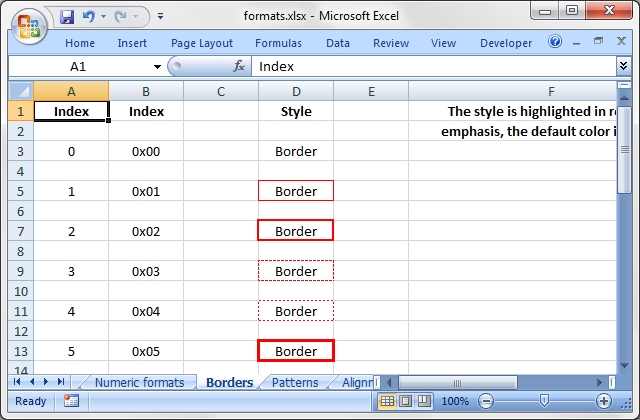 formats.xlsx - Microsoft Excel
Home Insert Page Layout Formulas Data Review View Developer
A1 fx Index
A B C D E F
1 Index Index Style The style is highlighted in r
2 emphasis, the default color i
3 0 0x00 Border
4
5 1 0x01 Border
6
7 2 0x02 Border
8
9 3 0x03 Border
10
11 4 0x04 Border
12
13 5 0x05 Border
14
Numeric formats Borders Patterns Alignm
Ready 100%